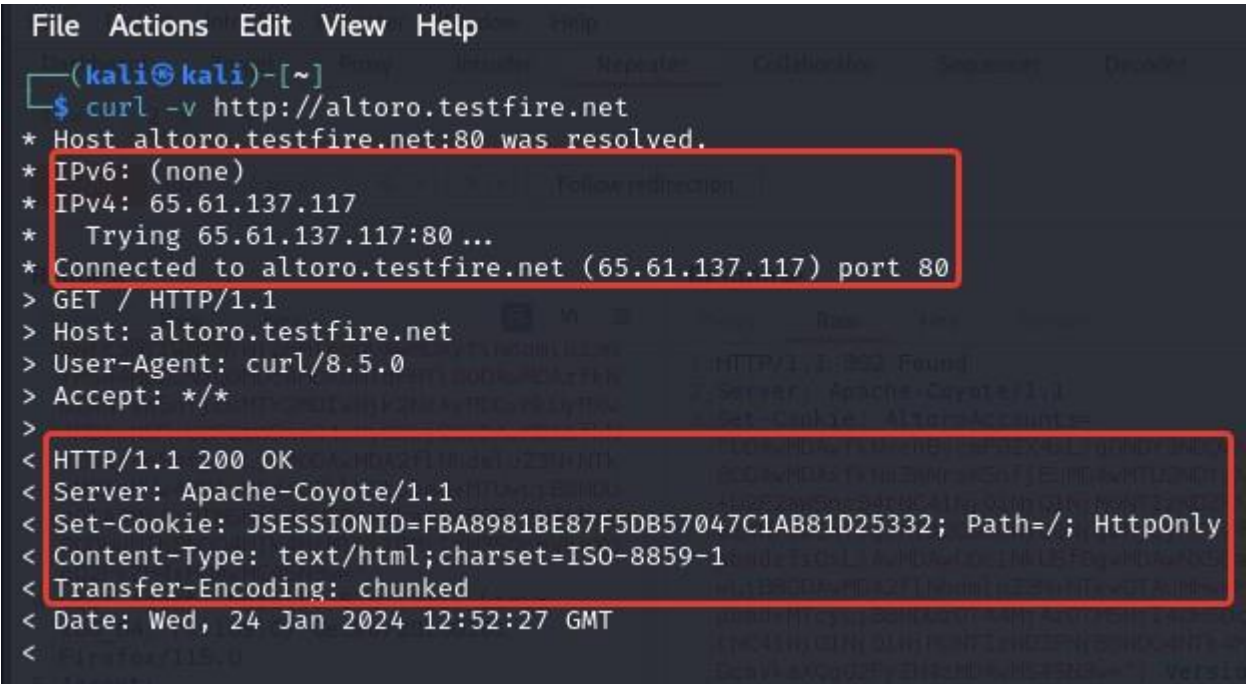 File Actions Edit View Help
┌──(kali㉿kali)-[~]
└─$ curl -v http://altoro.testfire.net
* Host altoro.testfire.net:80 was resolved.
* IPv6: (none)
* IPv4: 65.61.137.117
*   Trying 65.61.137.117:80...
* Connected to altoro.testfire.net (65.61.137.117) port 80
> GET / HTTP/1.1
> Host: altoro.testfire.net
> User-Agent: curl/8.5.0
> Accept: */*
>
< HTTP/1.1 200 OK
< Server: Apache-Coyote/1.1
< Set-Cookie: JSESSIONID=FBA8981BE87F5DB57047C1AB81D25332; Path=/; HttpOnly
< Content-Type: text/html;charset=ISO-8859-1
< Transfer-Encoding: chunked
< Date: Wed, 24 Jan 2024 12:52:27 GMT
<